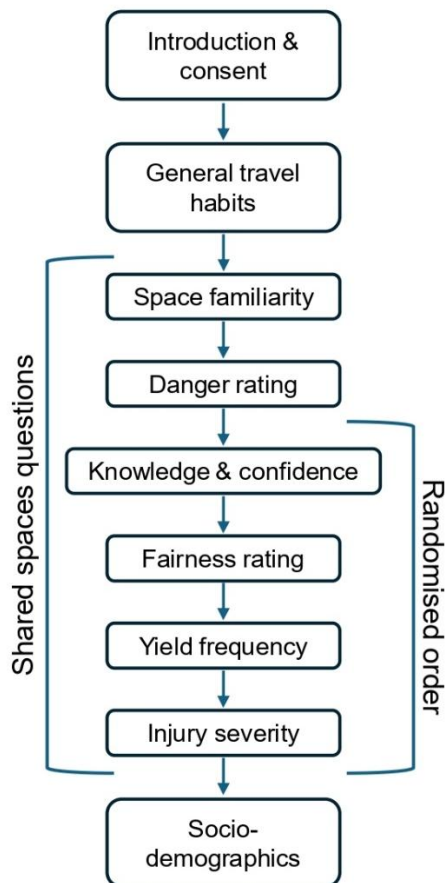 Introduction &
consent
General travel
habits
Shared spaces questions
Space familiarity
Danger rating
Randomised order
Knowledge & confidence
Fairness rating
Yield frequency
Injury severity
Socio-
demographics